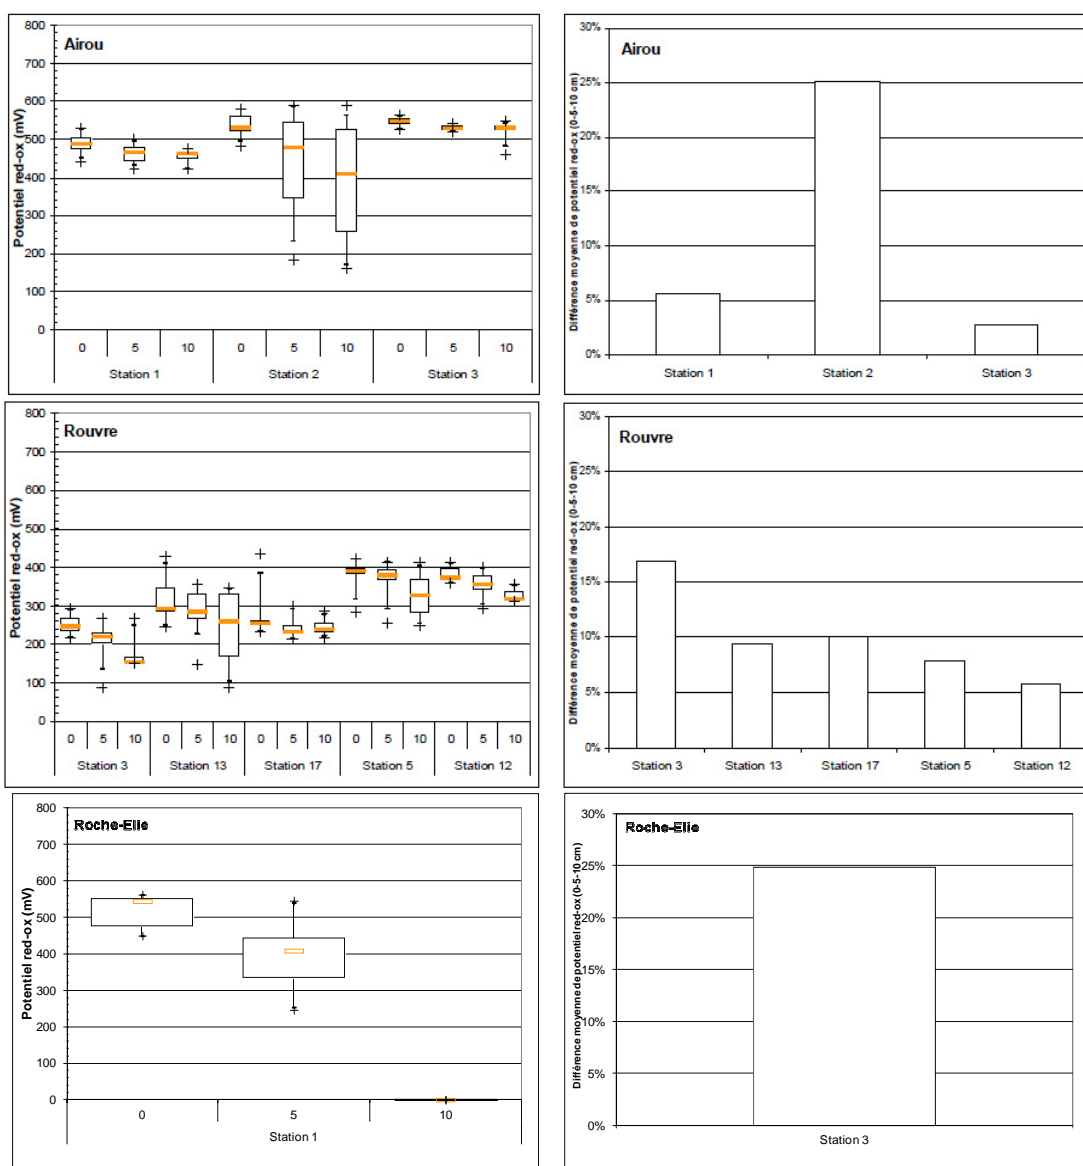 Airou
Potentiel red-ox (mV)
800
700
600
500
400
300
200
100
0
0 5 10 0 5 10 0 5 10
Station 1 Station 2 Station 3
Airou
Différence moyenne de potentiel red-ox (0-5-10 cm)
30%
25%
20%
15%
10%
5%
0%
Station 1 Station 2 Station 3
Rouvre
Potentiel red-ox (mV)
800
700
600
500
400
300
200
100
0
0 5 10 0 5 10 0 5 10 0 5 10 0 5 10
Station 3 Station 13 Station 17 Station 5 Station 12
Rouvre
Différence moyenne de potentiel red-ox (0-5-10 cm)
30%
25%
20%
15%
10%
5%
0%
Station 3 Station 13 Station 17 Station 5 Station 12
Roche-Elie
Potentiel red-ox (mV)
800
700
600
500
400
300
200
100
0
0 5 10
Station 1
Roche-Elie
Différence moyenne de potentiel red-ox (0-5-10 cm)
30%
25%
20%
15%
10%
5%
0%
Station 3